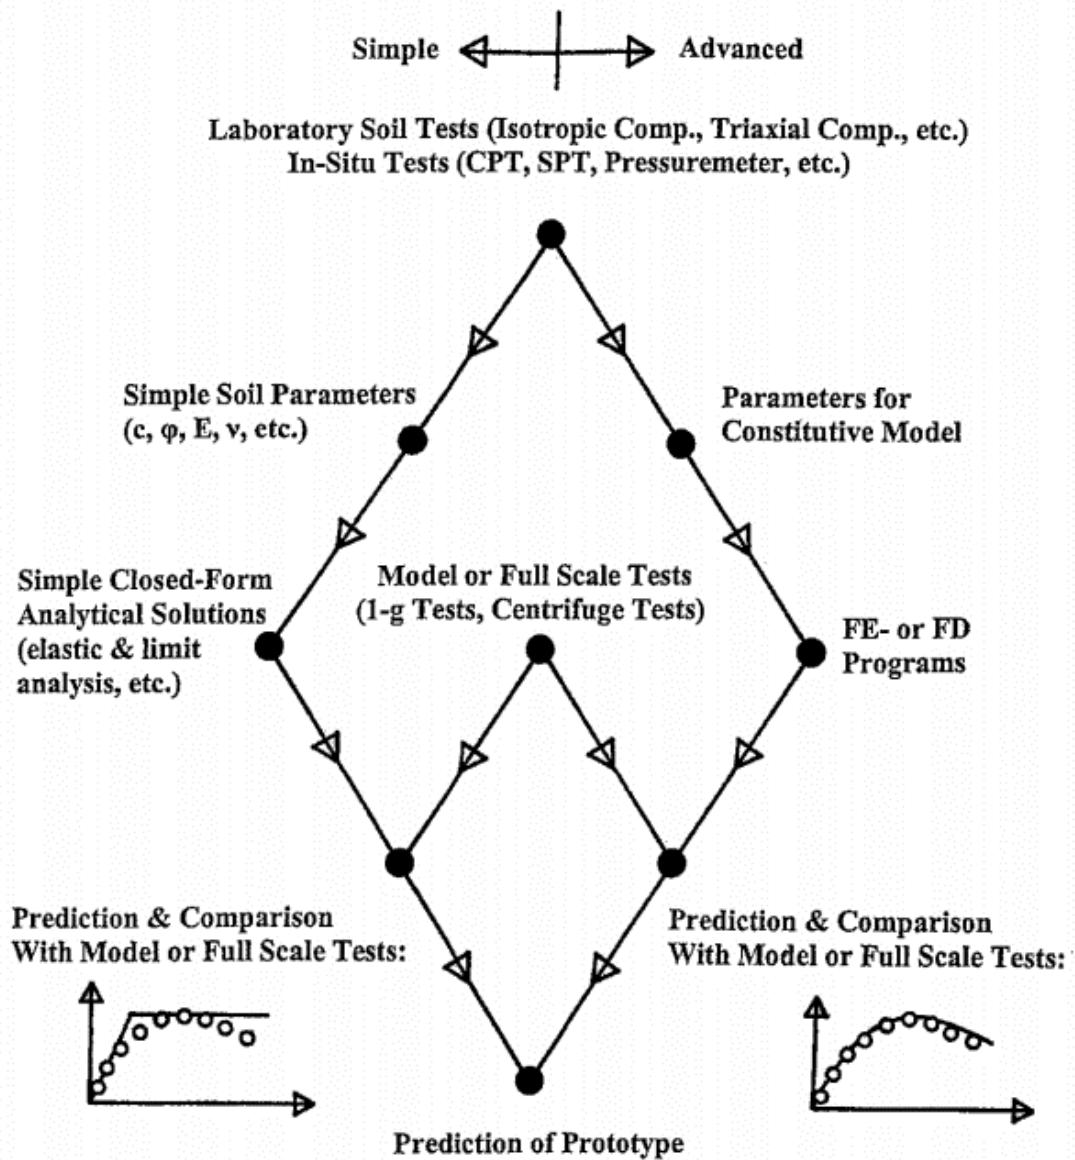 Simple Advanced
Laboratory Soil Tests (Isotropic Comp., Triaxial Comp., etc.)
In-Situ Tests (CPT, SPT, Pressuremeter, etc.)
Simple Soil Parameters
(c, φ, E, ν, etc.)
Parameters for
Constitutive Model
Simple Closed-Form
Analytical Solutions
(elastic & limit
analysis, etc.)
Model or Full Scale Tests
(1-g Tests, Centrifuge Tests)
FE- or FD
Programs
Prediction & Comparison
With Model or Full Scale Tests:
Prediction & Comparison
With Model or Full Scale Tests:
Prediction of Prototype